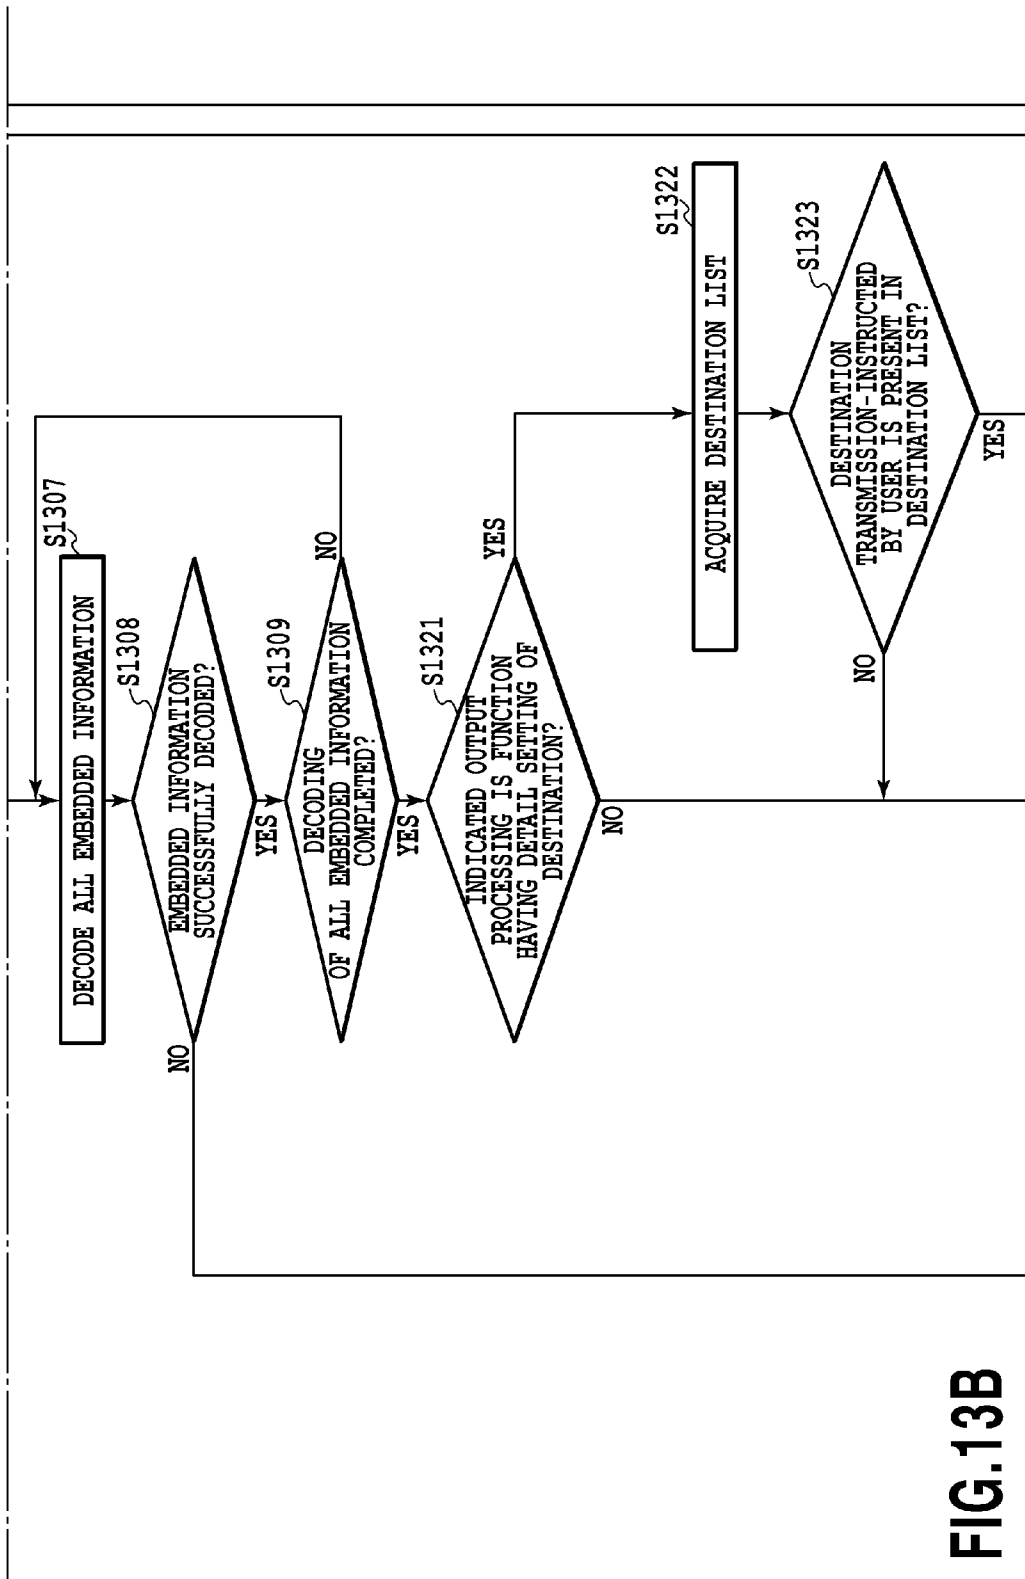 S1307
DECODE ALL EMBEDDED INFORMATION
S1308
EMBEDDED INFORMATION
SUCCESSFULLY DECODED?
NO
YES
S1309
DECODING
OF ALL EMBEDDED INFORMATION
COMPLETED?
NO
YES
S1321
INDICATED OUTPUT
PROCESSING IS FUNCTION
HAVING DETAIL SETTING OF
DESTINATION?
YES
NO
S1322
ACQUIRE DESTINATION LIST
S1323
DESTINATION
TRANSMISSION-INSTRUCTED
BY USER IS PRESENT IN
DESTINATION LIST?
NO
YES
FIG.13B